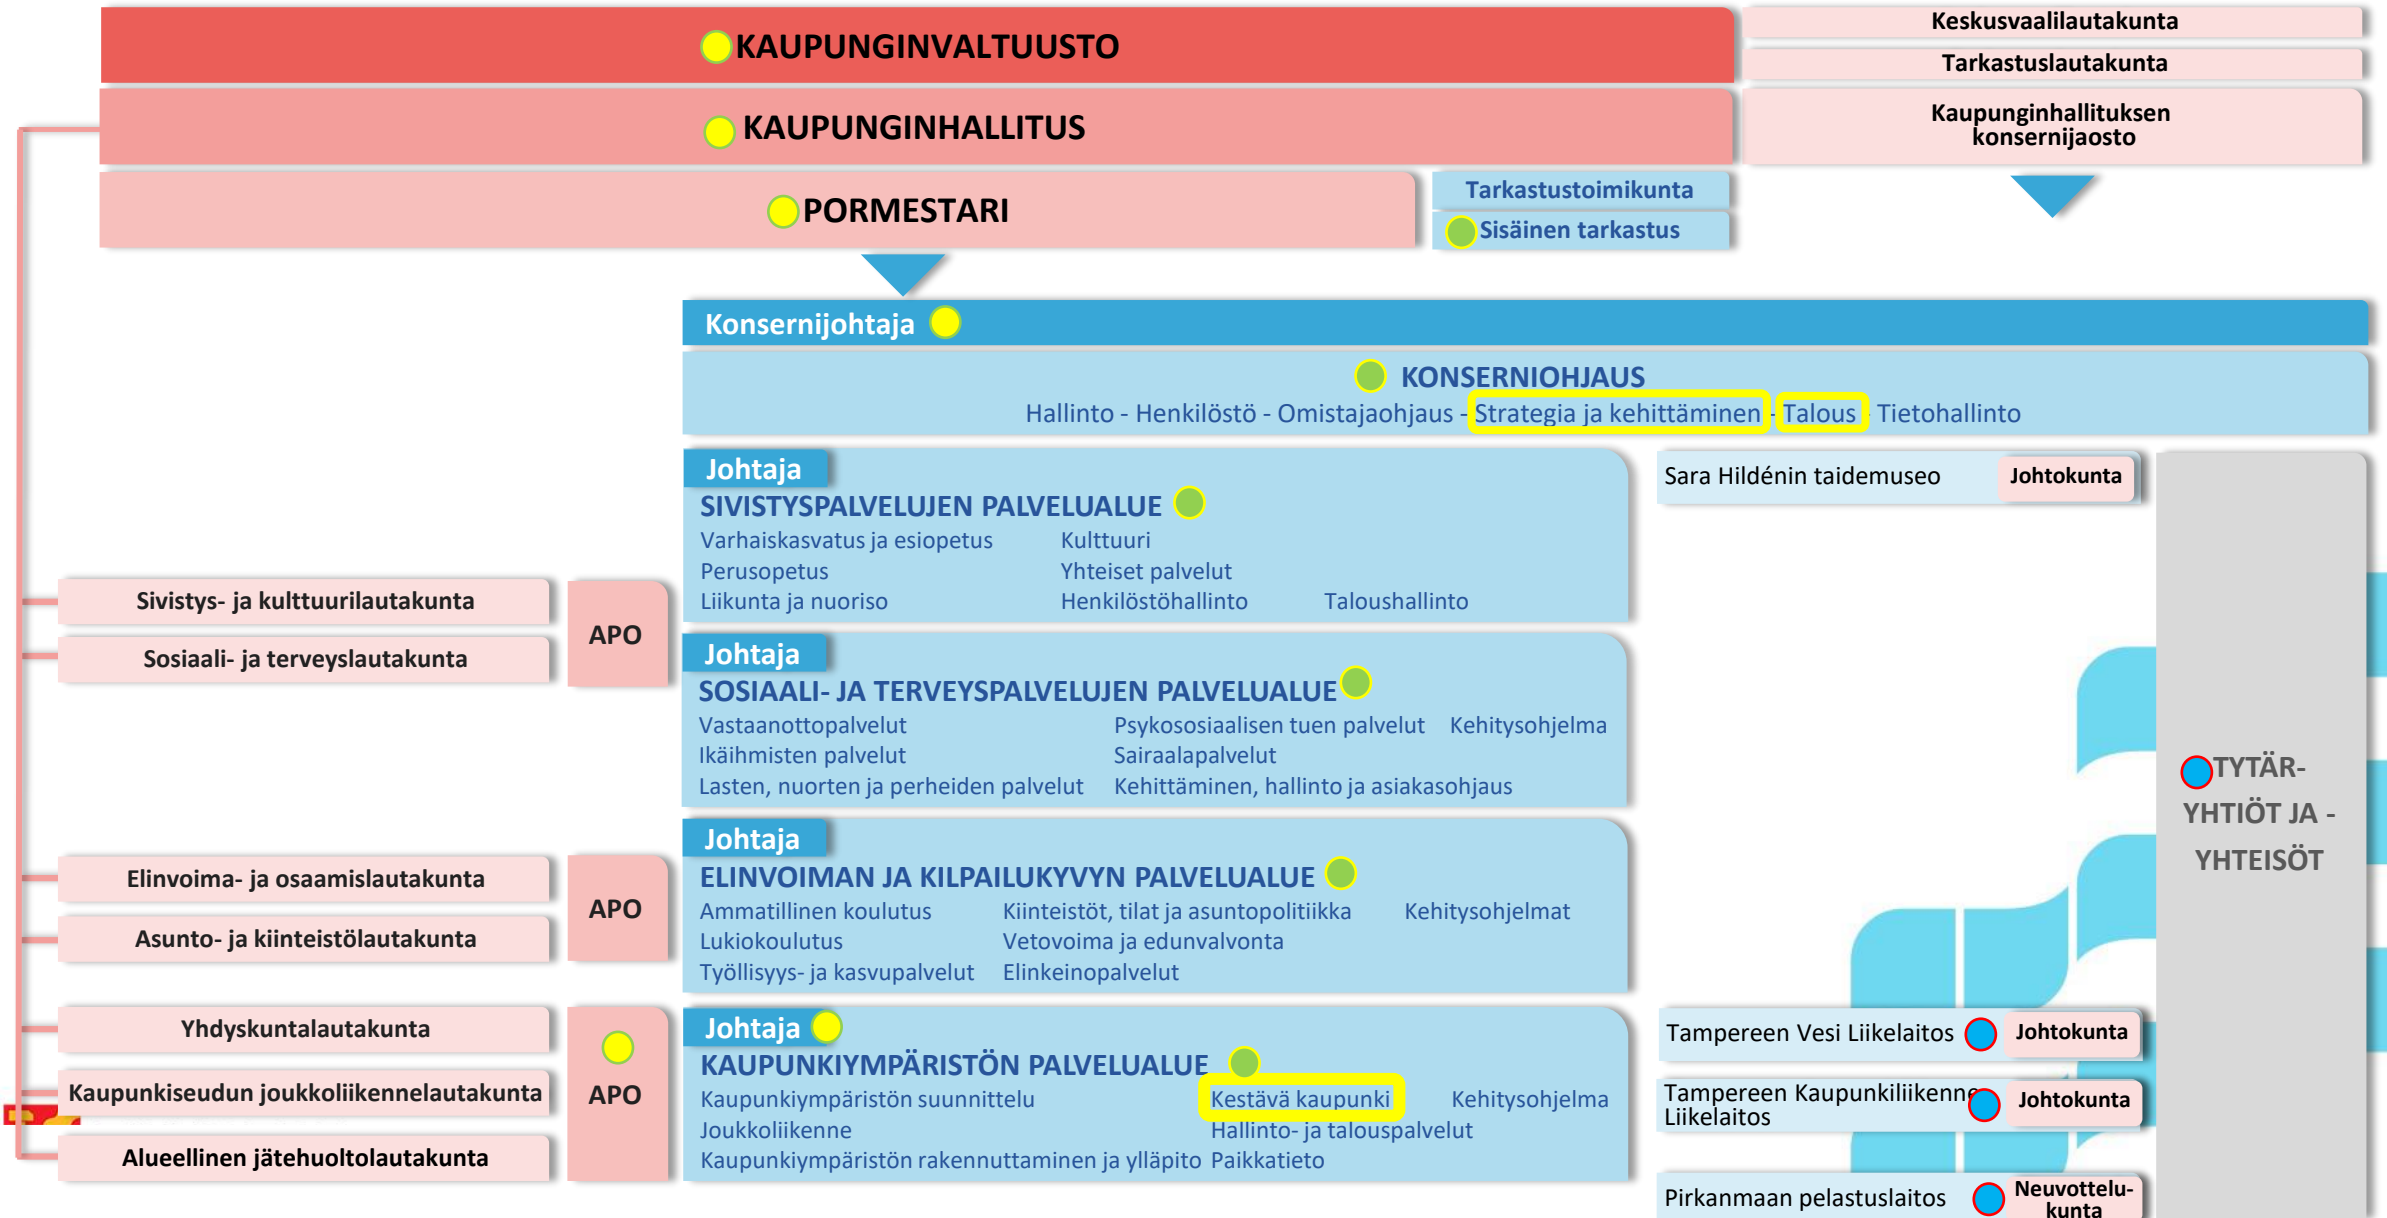 KAUPUNGINVALTUUSTO
Keskusvaalilautakunta
Tarkastuslautakunta
KAUPUNGINHALLITUS
Kaupunginhallituksen
konsernijaosto
PORMESTARI
Tarkastustoimikunta
Sisäinen tarkastus
Konsernijohtaja
KONSERNIOHJAUS
Hallinto - Henkilöstö - Omistajaohjaus - Strategia ja kehittäminen - Talous - Tietohallinto
Johtaja
SIVISTYSPALVELUJEN PALVELUALUE
Varhaiskasvatus ja esiopetus Kulttuuri
Perusopetus Yhteiset palvelut
Liikunta ja nuoriso Henkilöstöhallinto Taloushallinto
Sara Hildénin taidemuseo Johtokunta
Sivistys- ja kulttuurilautakunta
Sosiaali- ja terveyslautakunta
APO
Johtaja
SOSIAALI- JA TERVEYSPALVELUJEN PALVELUALUE
Vastaanottopalvelut Psykososiaalisen tuen palvelut Kehitysohjelma
Ikäihmisten palvelut Sairaalapalvelut
Lasten, nuorten ja perheiden palvelut Kehittäminen, hallinto ja asiakasohjaus
TYTÄR-
YHTIÖT JA -
YHTEISÖT
Elinvoima- ja osaamislautakunta
Asunto- ja kiinteistölautakunta
APO
Johtaja
ELINVOIMAN JA KILPAILUKYVYN PALVELUALUE
Ammatillinen koulutus Kiinteistöt, tilat ja asuntopolitiikka Kehitysohjelmat
Lukiokoulutus Vetovoima ja edunvalvonta
Työllisyys- ja kasvupalvelut Elinkeinopalvelut
Yhdyskuntalautakunta
Kaupunkiseudun joukkoliikennelautakunta
Alueellinen jätehuoltolautakunta
APO
Johtaja
KAUPUNKIYMPÄRISTÖN PALVELUALUE
Kaupunkiympäristön suunnittelu Kestävä kaupunki Kehitysohjelma
Joukkoliikenne Hallinto- ja talouspalvelut
Kaupunkiympäristön rakennuttaminen ja ylläpito Paikkatieto
Tampereen Vesi Liikelaitos Johtokunta
Tampereen Kaupunkiliikenne
Liikelaitos Johtokunta
Pirkanmaan pelastuslaitos Neuvottelu-
kunta